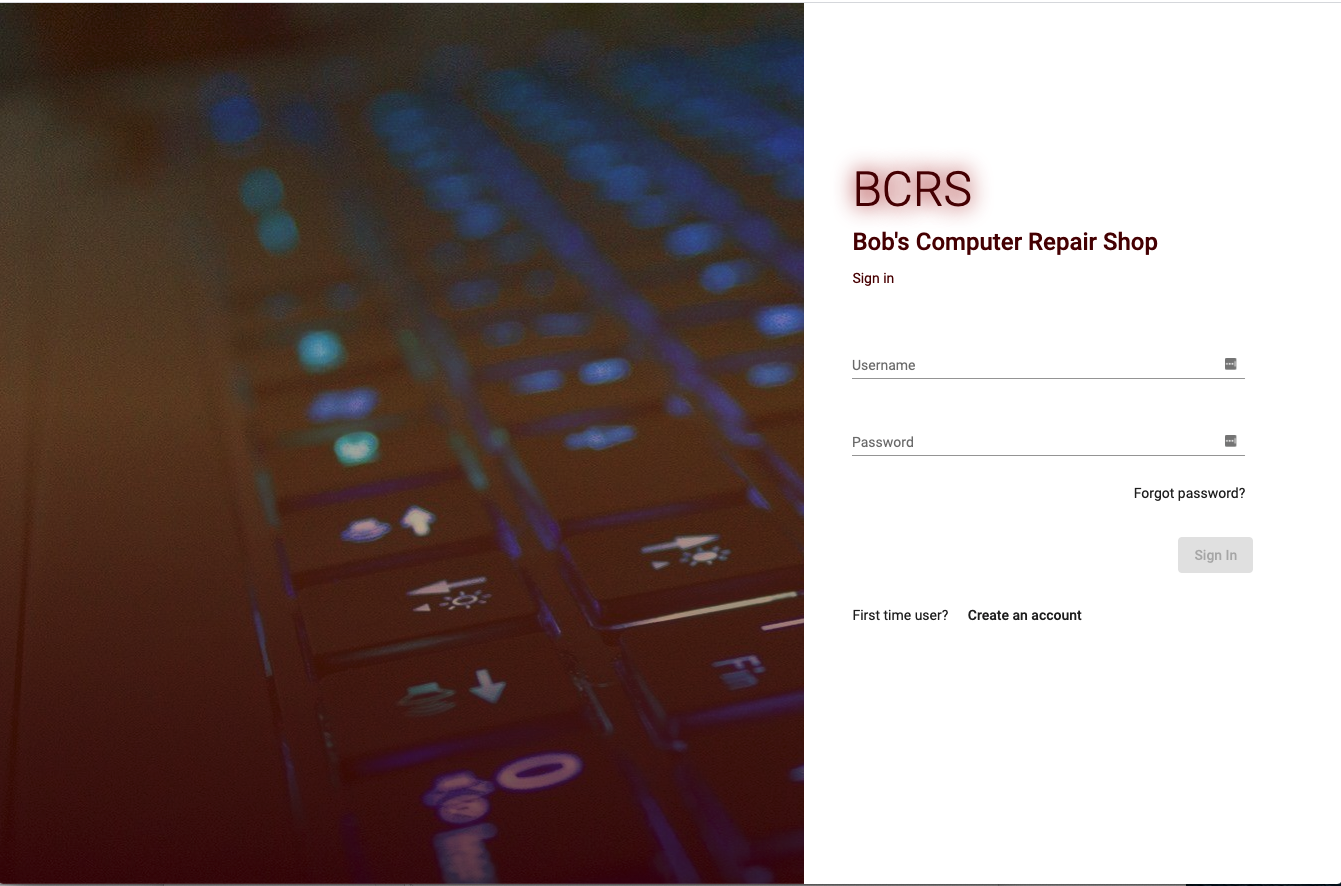 BCRS
Bob's Computer Repair Shop
Sign in
Username
Password
Forgot password?
Sign In
First time user? Create an account